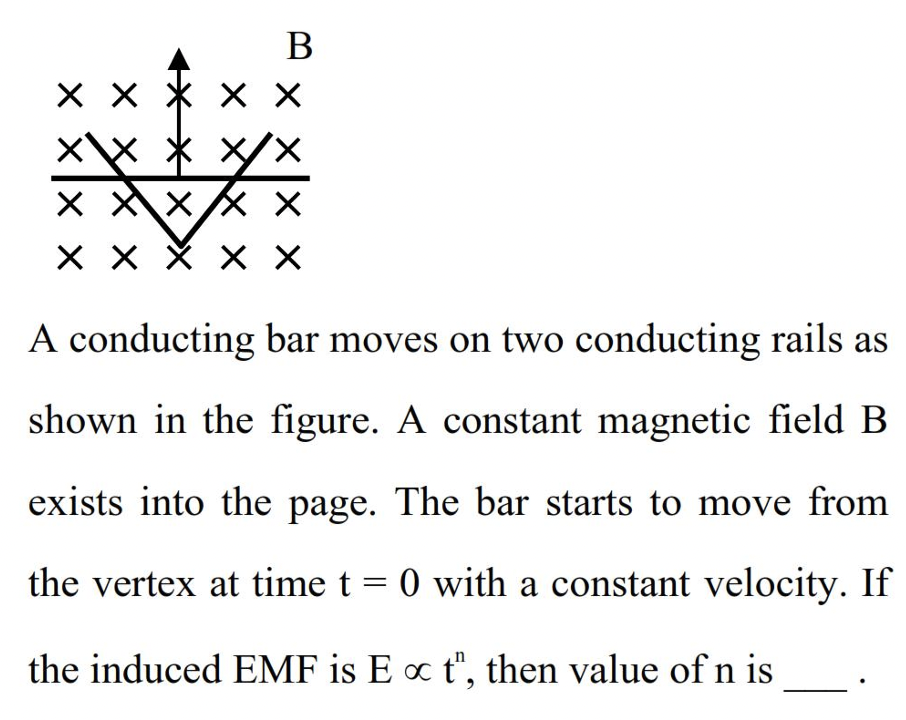 B
A conducting bar moves on two conducting rails as
shown in the figure. A constant magnetic field B
exists into the page. The bar starts to move from
the vertex at time t = 0 with a constant velocity. If
the induced EMF is E ∝ tⁿ, then value of n is ___ .